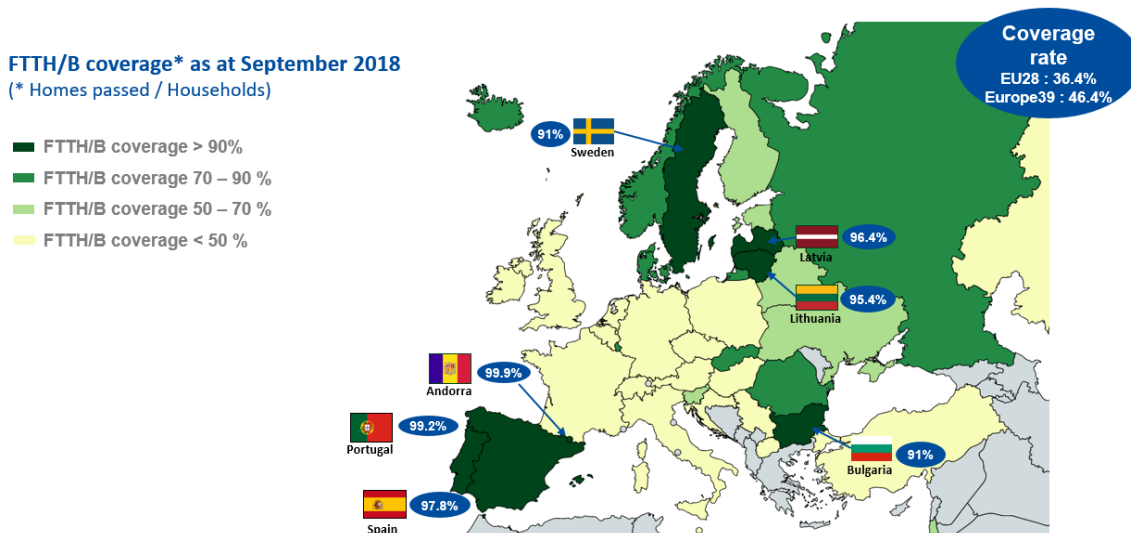 FTTH/B coverage* as at September 2018
(* Homes passed / Households)
FTTH/B coverage > 90%
FTTH/B coverage 70 – 90 %
FTTH/B coverage 50 – 70 %
FTTH/B coverage < 50 %
Coverage
rate
EU28 : 36.4%
Europe39 : 46.4%
91%
Sweden
96.4%
Latvia
95.4%
Lithuania
99.9%
Andorra
99.2%
Portugal
91%
Bulgaria
97.8%
Spain